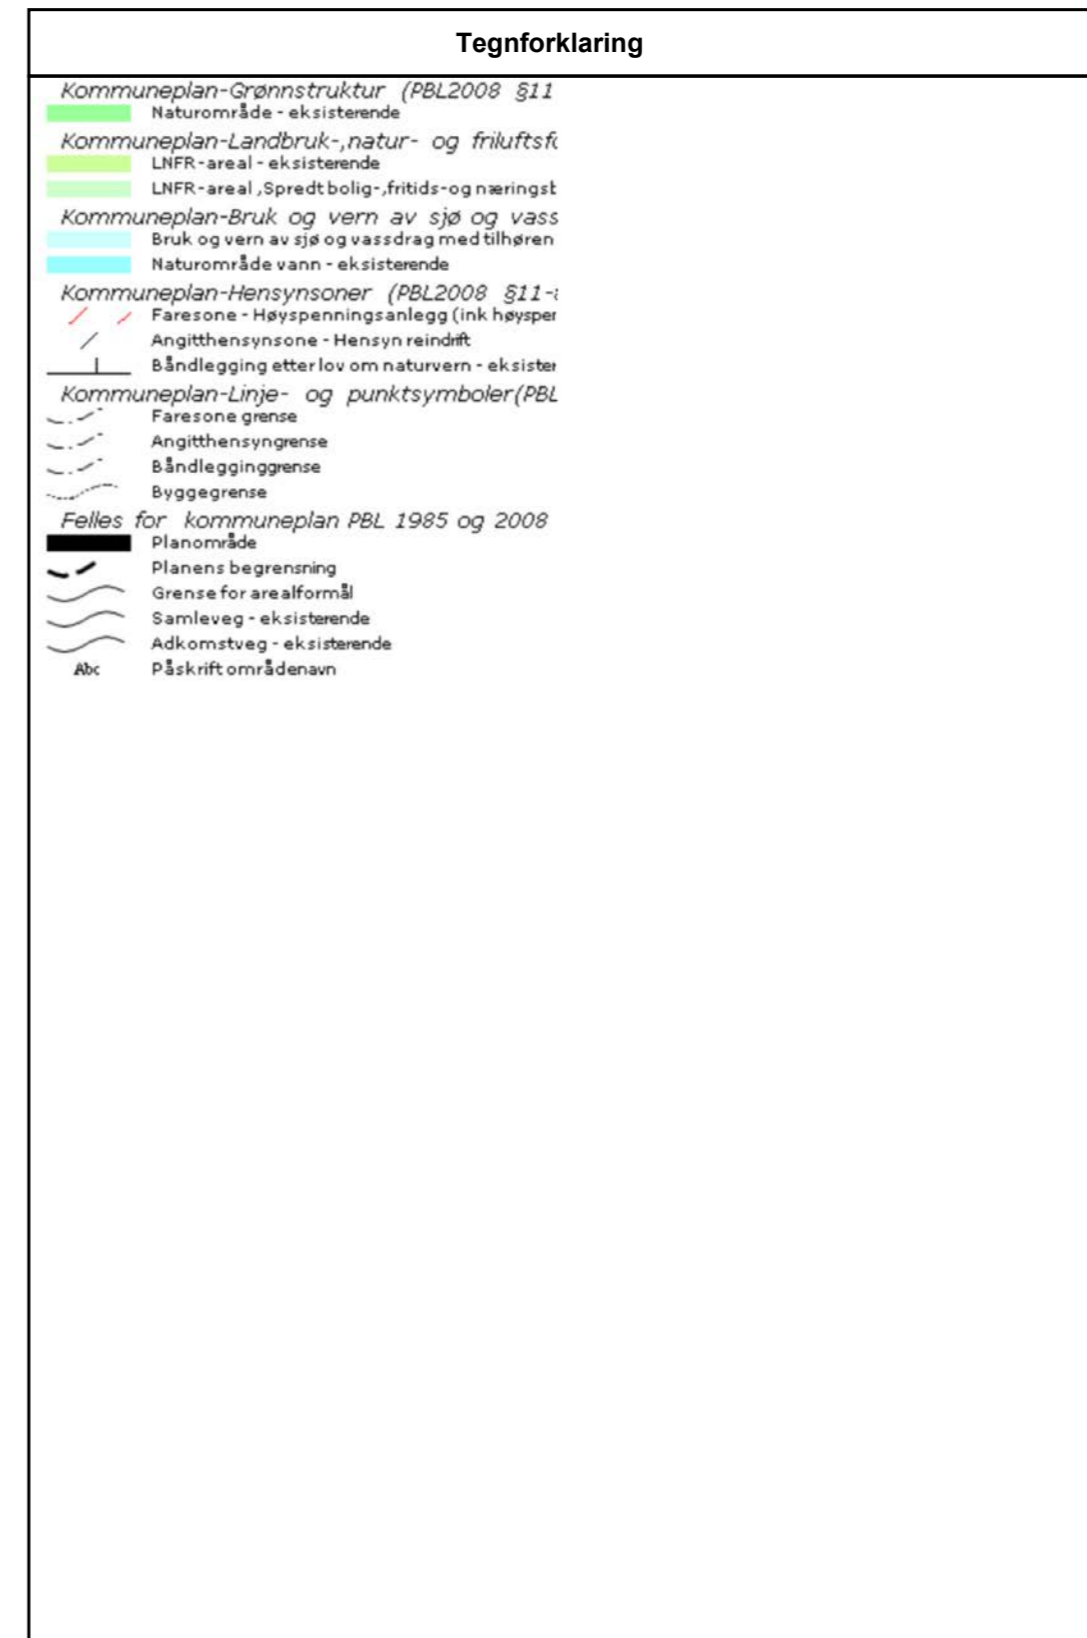 Tegnforklaring
Kommuneplan-Grønnstruktur (PBL2008 §11
Naturområde - eksisterende
Kommuneplan-Landbruk-,natur- og friluftsfo
LNFR-areal - eksisterende
LNFR-areal ,Spredt bolig-,fritids-og næringsb
Kommuneplan-Bruk og vern av sjø og vass
Bruk og vern av sjø og vassdrag med tilhøren
Naturområde vann - eksisterende
Kommuneplan-Hensynsoner (PBL2008 §11-8
Faresone - Høyspenningsanlegg (ink høyspen
Angitthensynsone - Hensyn reindrift
Båndlegging etter lov om naturvern - eksister
Kommuneplan-Linje- og punktsymboler(PBL
Faresone grense
Angitthensyngrense
Båndlegginggrense
Byggegrense
Felles for kommuneplan PBL 1985 og 2008
Planområde
Planens begrensning
Grense for arealformål
Samleveg - eksisterende
Adkomstveg - eksisterende
Abc Påskrift områdenavn